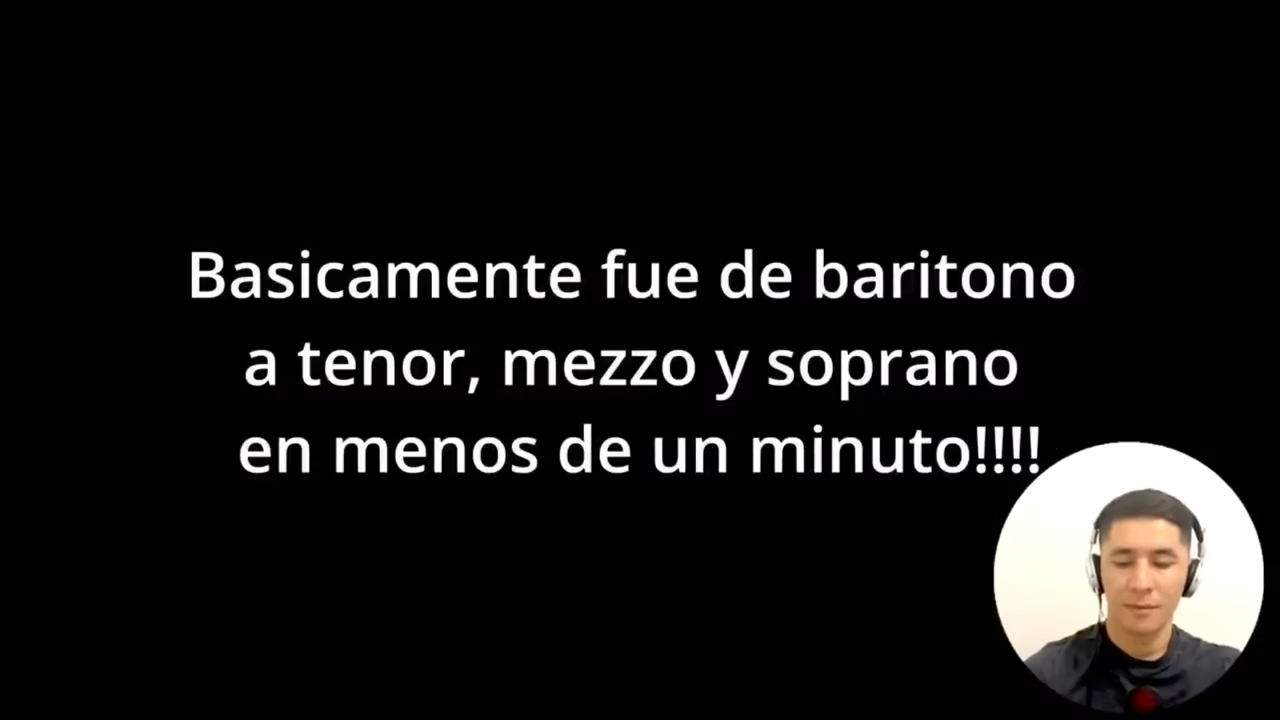 Basicamente fue de baritono
a tenor, mezzo y soprano
en menos de un minuto!!!!